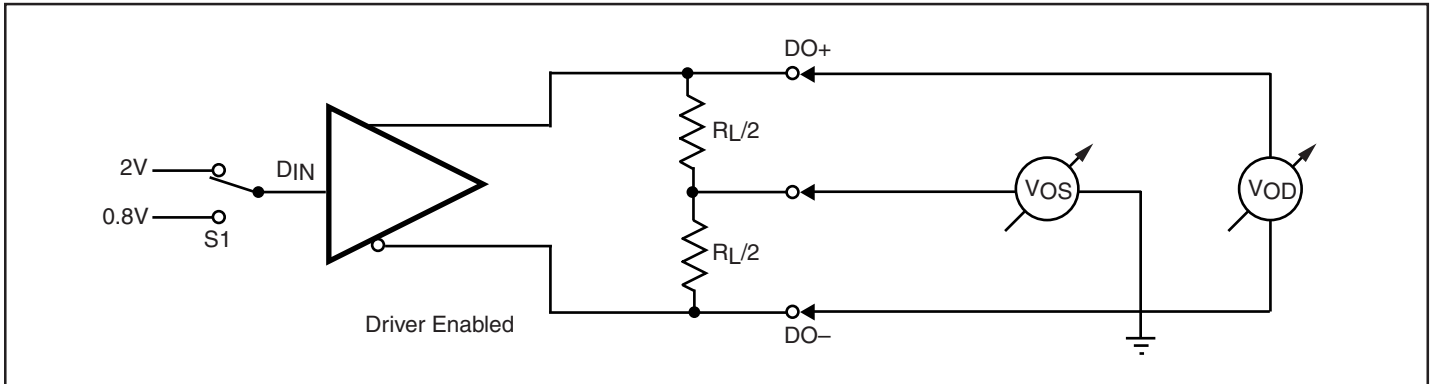 DO+
RL/2
2V
DIN
VOS
VOD
0.8V
S1
RL/2
Driver Enabled
DO–